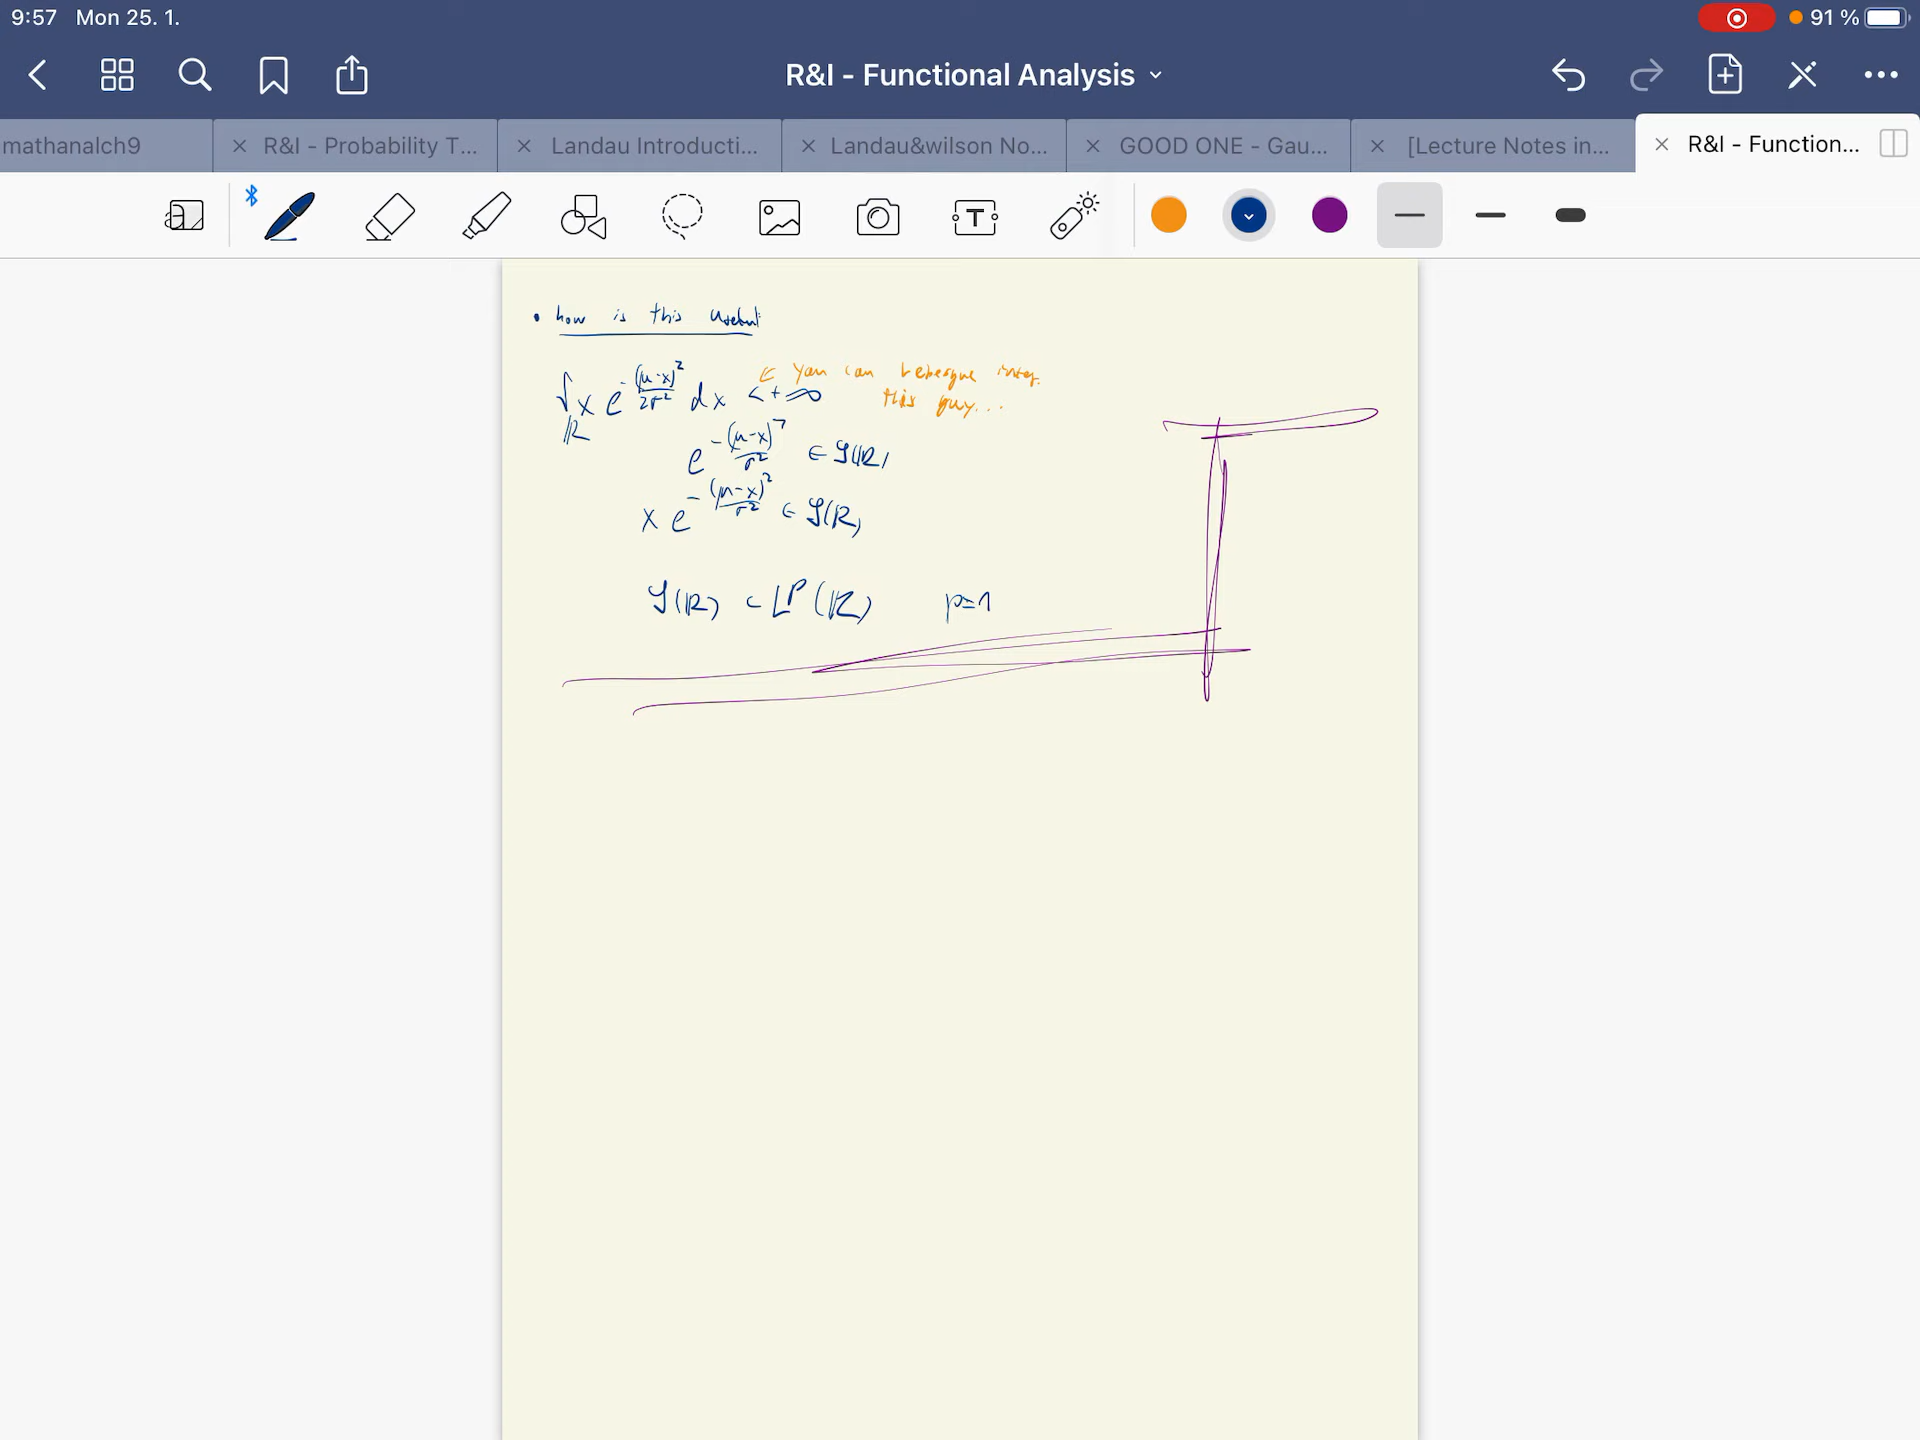 9:57 Mon 25. 1.
91 %
R&I - Functional Analysis
mathanalch9
R&I - Probability T...
Landau Introducti...
Landau&wilson No...
GOOD ONE - Gau...
[Lecture Notes in...
R&I - Function...
• how is this useful
∫_ℝ x e^{-(μ-x)²/2σ²} dx < +∞
← you can Lebesgue integ.
this guy...
e^{-(μ-x)²/σ²} ∈ 𝒮(ℝ)
x e^{-(μ-x)²/σ²} ∈ 𝒮(ℝ)
𝒮(ℝ) ⊂ L^p(ℝ) p=1